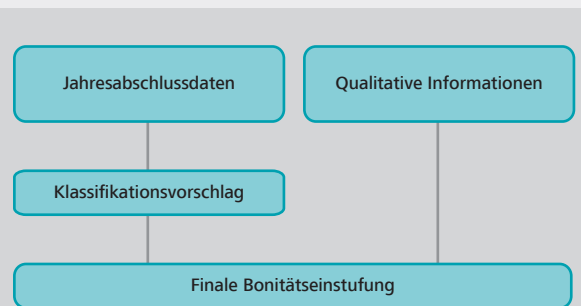 Jahresabschlussdaten
Qualitative Informationen
Klassifikationsvorschlag
Finale Bonitätseinstufung